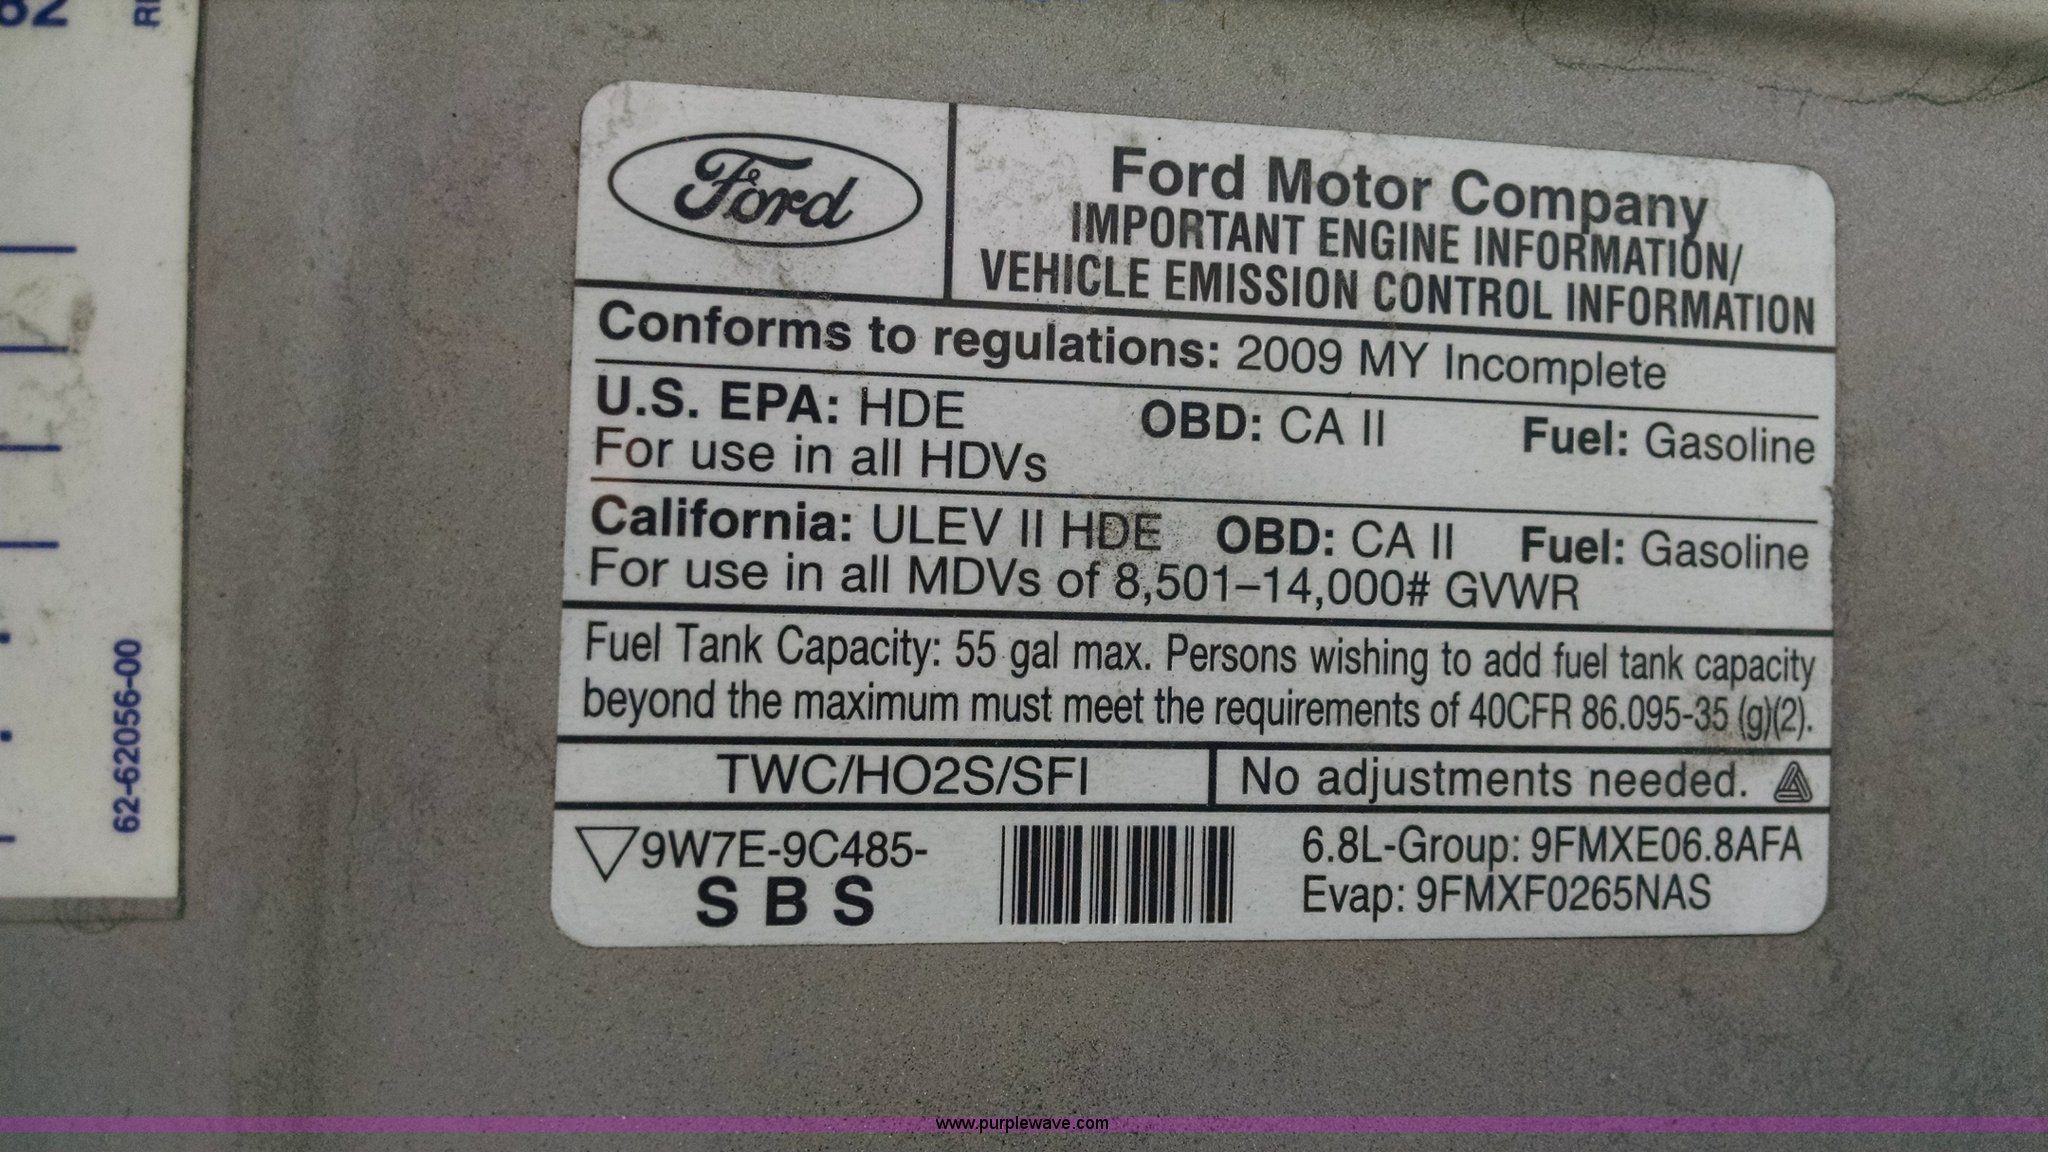 62
62-62056-00
Ford
Ford Motor Company
IMPORTANT ENGINE INFORMATION/
VEHICLE EMISSION CONTROL INFORMATION
Conforms to regulations: 2009 MY Incomplete
U.S. EPA: HDE OBD: CA II Fuel: Gasoline
For use in all HDVs
California: ULEV II HDE OBD: CA II Fuel: Gasoline
For use in all MDVs of 8,501–14,000# GVWR
Fuel Tank Capacity: 55 gal max. Persons wishing to add fuel tank capacity
beyond the maximum must meet the requirements of 40CFR 86.095-35 (g)(2).
TWC/HO2S/SFI No adjustments needed.
9W7E-9C485-
S B S
6.8L-Group: 9FMXE06.8AFA
Evap: 9FMXF0265NAS
www.purplewave.com